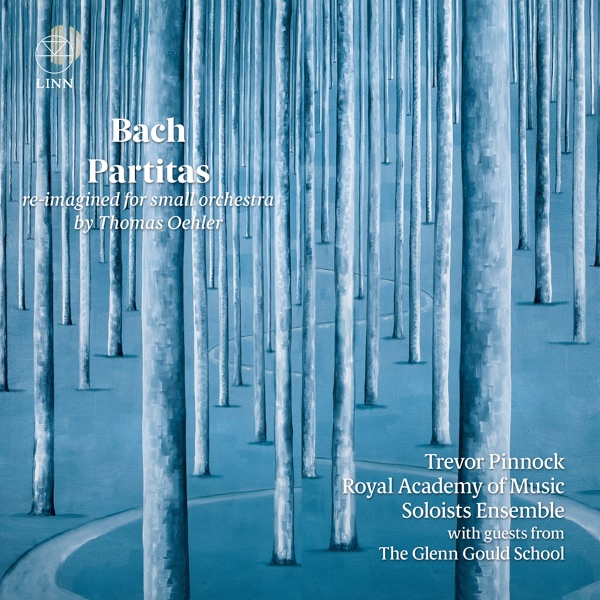 LINN
Bach
Partitas
re-imagined for small orchestra
by Thomas Oehler
Trevor Pinnock
Royal Academy of Music
Soloists Ensemble
with guests from
The Glenn Gould School